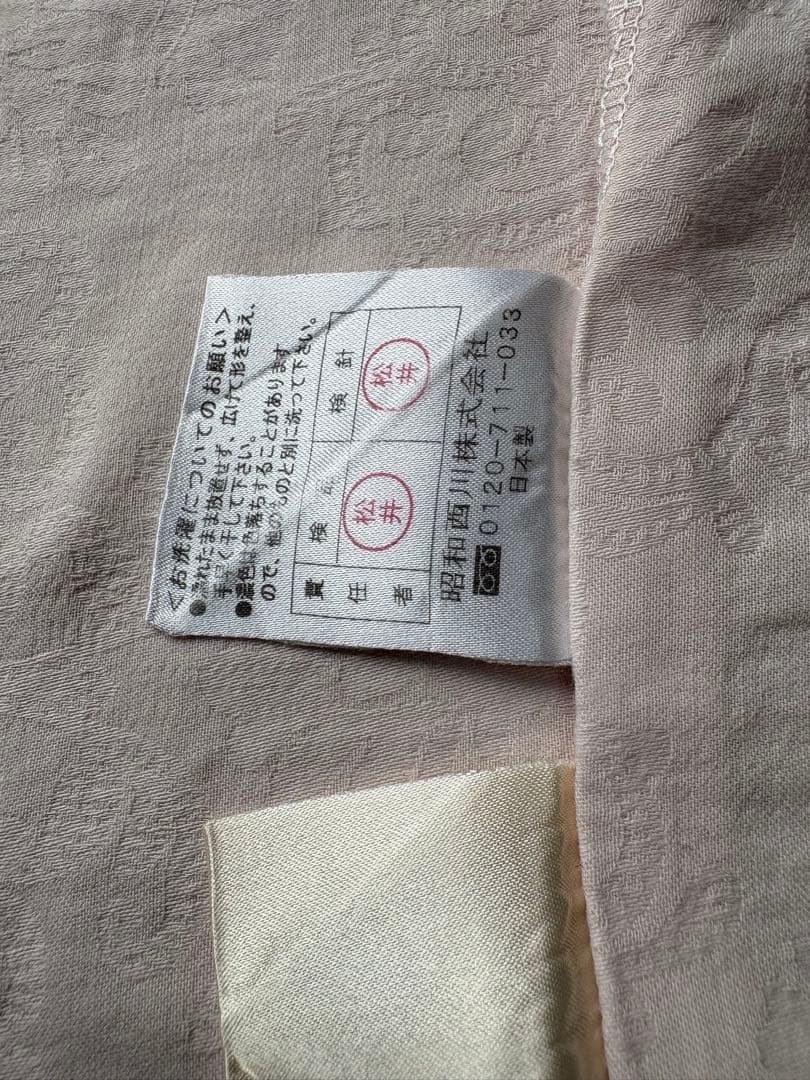 <お洗濯についてのお願い>
●濡れたまま放置せず、広げて形を整え、
手早く干して下さい。
●濃色は色落ちすることがあります
ので、他のものと別に洗って下さい。
責任者
検 検針
松井 松井
昭和西川株式会社
0120-711-033
日本製